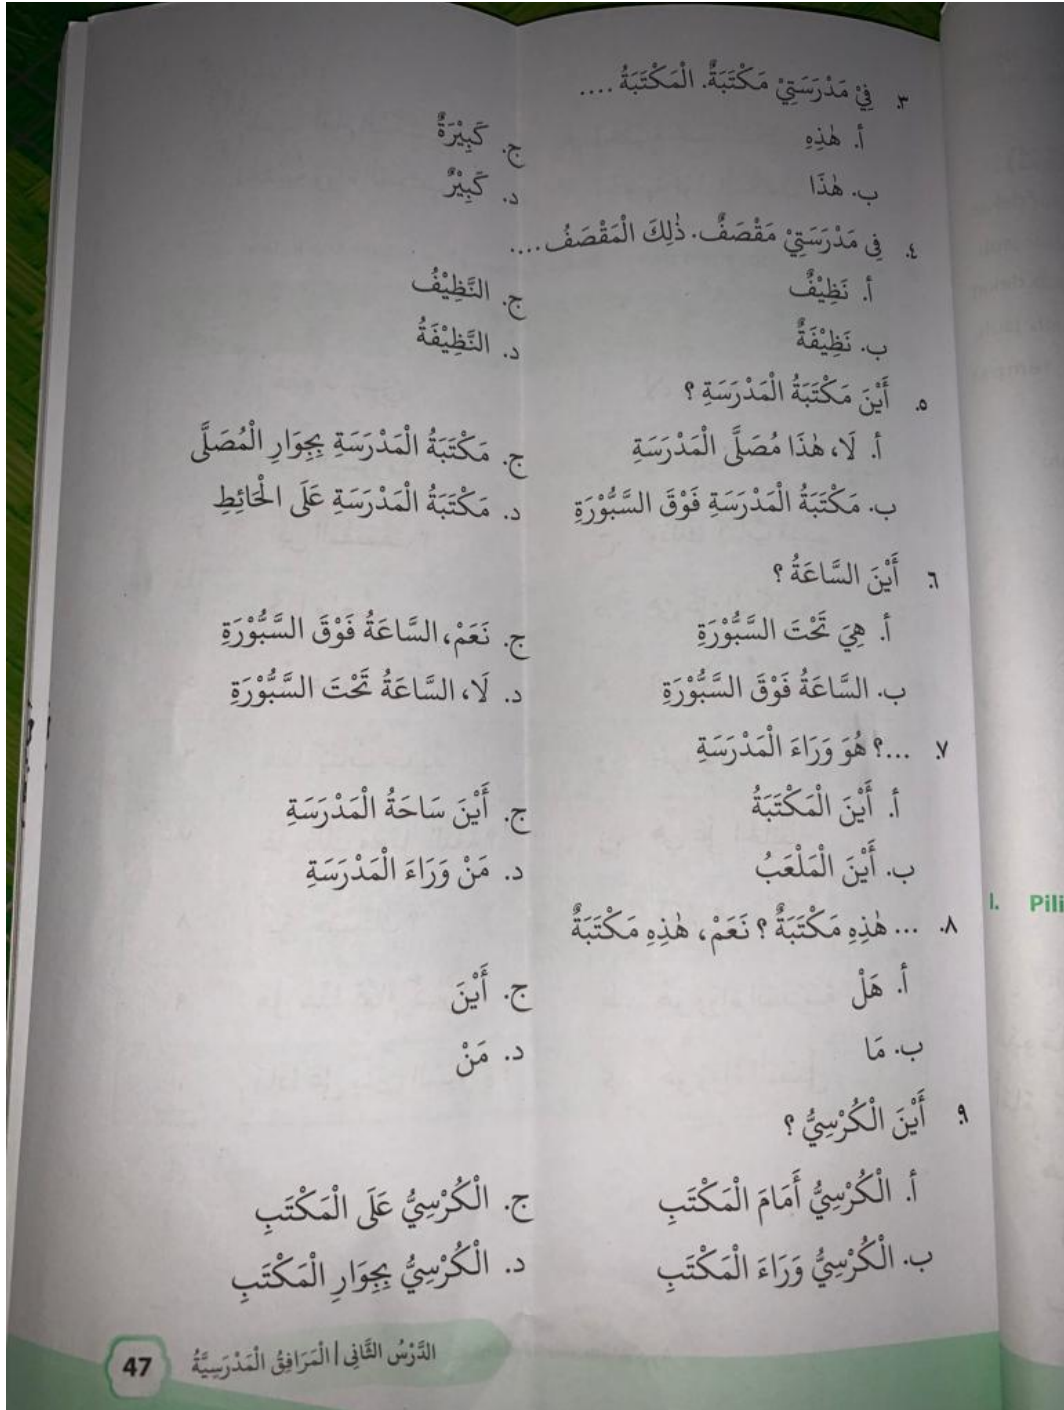 ٣. فِيْ مَدْرَسَتِيْ مَكْتَبَةٌ. الْمَكْتَبَةُ ....
أ. هٰذِهِ ج. كَبِيْرَةٌ
ب. هٰذَا د. كَبِيْرٌ
٤. فِى مَدْرَسَتِيْ مَقْصَفٌ. ذٰلِكَ الْمَقْصَفُ ....
أ. نَظِيْفٌ ج. النَّظِيْفُ
ب. نَظِيْفَةٌ د. النَّظِيْفَةُ
٥. أَيْنَ مَكْتَبَةُ الْمَدْرَسَةِ ؟
أ. لَا، هٰذَا مُصَلَّى الْمَدْرَسَةِ ج. مَكْتَبَةُ الْمَدْرَسَةِ بِجِوَارِ الْمُصَلَّى
ب. مَكْتَبَةُ الْمَدْرَسَةِ فَوْقَ السَّبُّوْرَةِ د. مَكْتَبَةُ الْمَدْرَسَةِ عَلَى الْحَائِطِ
٦. أَيْنَ السَّاعَةُ ؟
أ. هِيَ تَحْتَ السَّبُّوْرَةِ ج. نَعَمْ، السَّاعَةُ فَوْقَ السَّبُّوْرَةِ
ب. السَّاعَةُ فَوْقَ السَّبُّوْرَةِ د. لَا، السَّاعَةُ تَحْتَ السَّبُّوْرَةِ
٧. ...؟ هُوَ وَرَاءَ الْمَدْرَسَةِ
أ. أَيْنَ الْمَكْتَبَةُ ج. أَيْنَ سَاحَةُ الْمَدْرَسَةِ
ب. أَيْنَ الْمَلْعَبُ د. مَنْ وَرَاءَ الْمَدْرَسَةِ
٨. ... هٰذِهِ مَكْتَبَةٌ ؟ نَعَمْ، هٰذِهِ مَكْتَبَةٌ
أ. هَلْ ج. أَيْنَ
ب. مَا د. مَنْ
٩. أَيْنَ الْكُرْسِيُّ ؟
أ. الْكُرْسِيُّ أَمَامَ الْمَكْتَبِ ج. الْكُرْسِيُّ عَلَى الْمَكْتَبِ
ب. الْكُرْسِيُّ وَرَاءَ الْمَكْتَبِ د. الْكُرْسِيُّ بِجِوَارِ الْمَكْتَبِ
الدَّرْسُ الثَّانِى | الْمَرَافِقُ الْمَدْرَسِيَّةُ 47
I. Pili